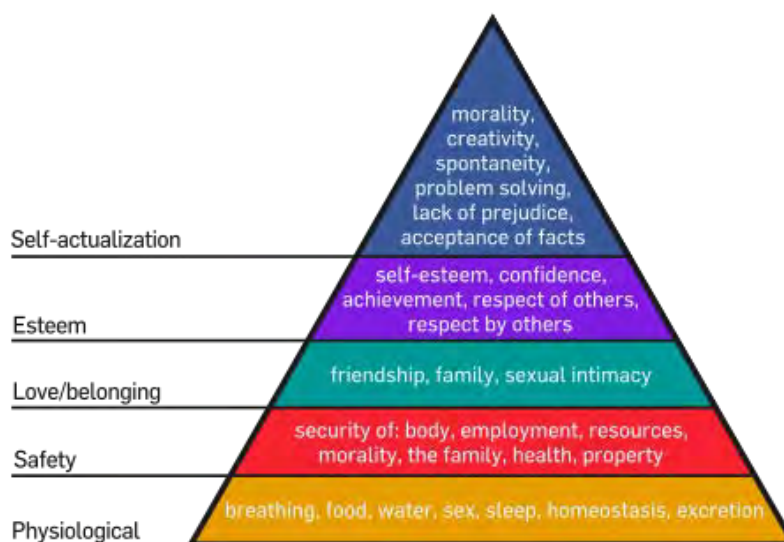 morality,
creativity,
spontaneity,
problem solving,
lack of prejudice,
acceptance of facts
Self-actualization
self-esteem, confidence,
achievement, respect of others,
respect by others
Esteem
friendship, family, sexual intimacy
Love/belonging
security of: body, employment, resources,
morality, the family, health, property
Safety
breathing, food, water, sex, sleep, homeostasis, excretion
Physiological